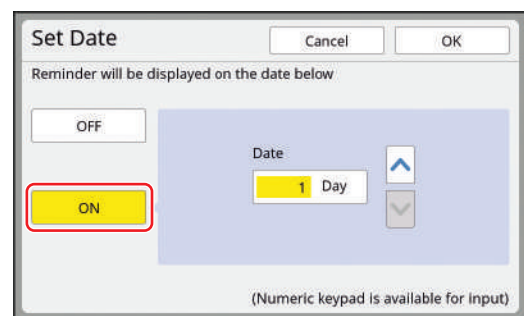 Set Date
Cancel
OK
Reminder will be displayed on the date below
OFF
Date
1 Day
ON
(Numeric keypad is available for input)